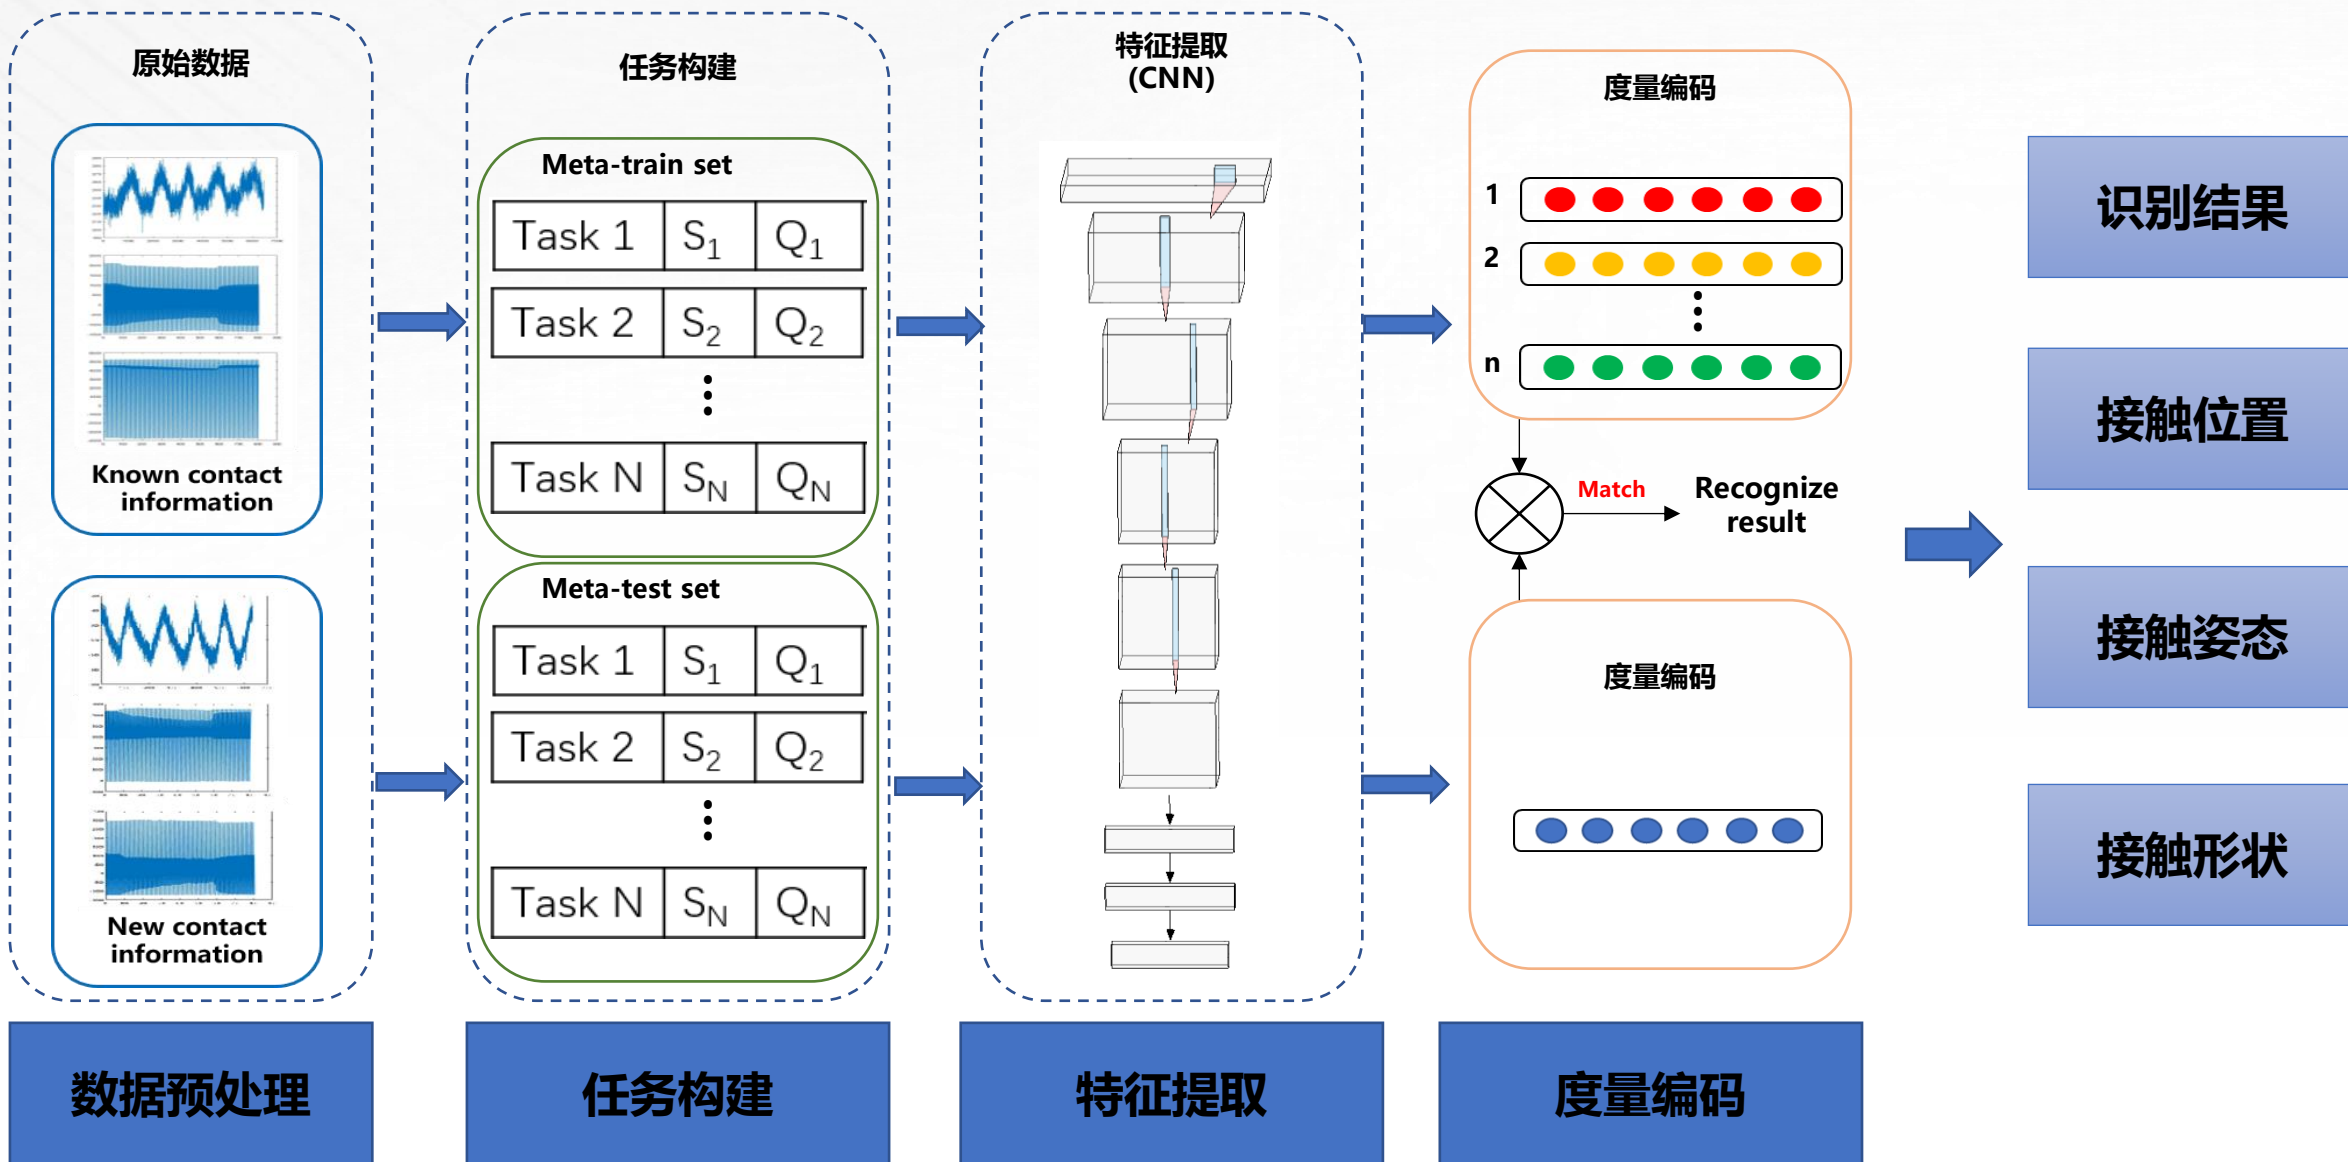 原始数据
Known contact
information
New contact
information
任务构建
Meta-train set
Task 1 S1 Q1
Task 2 S2 Q2
Task N SN QN
Meta-test set
Task 1 S1 Q1
Task 2 S2 Q2
Task N SN QN
特征提取
(CNN)
度量编码
1
2
n
Match
Recognize
result
度量编码
识别结果
接触位置
接触姿态
接触形状
数据预处理
任务构建
特征提取
度量编码